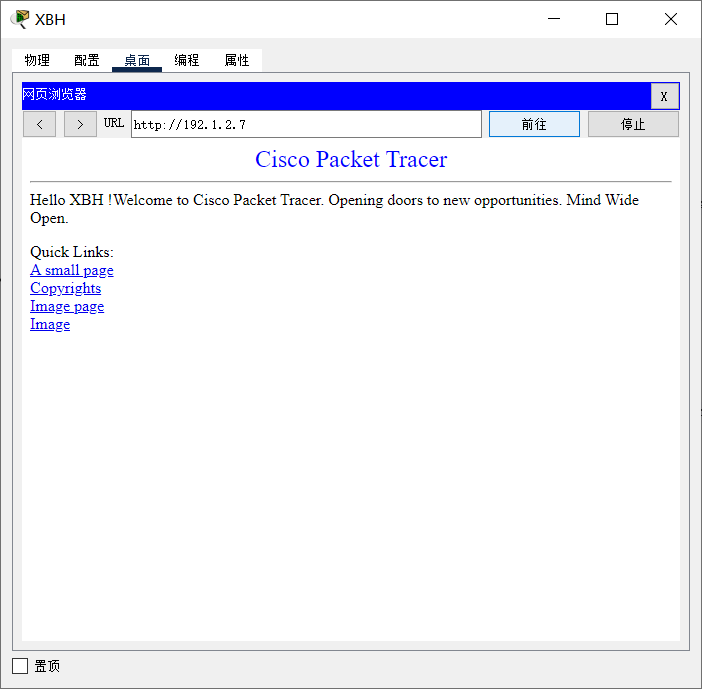 XBH
物理 配置 桌面 编程 属性
网页浏览器 X
< > URL http://192.1.2.7 前往 停止
Cisco Packet Tracer
Hello XBH !Welcome to Cisco Packet Tracer. Opening doors to new opportunities. Mind Wide
Open.
Quick Links:
A small page
Copyrights
Image page
Image
置顶